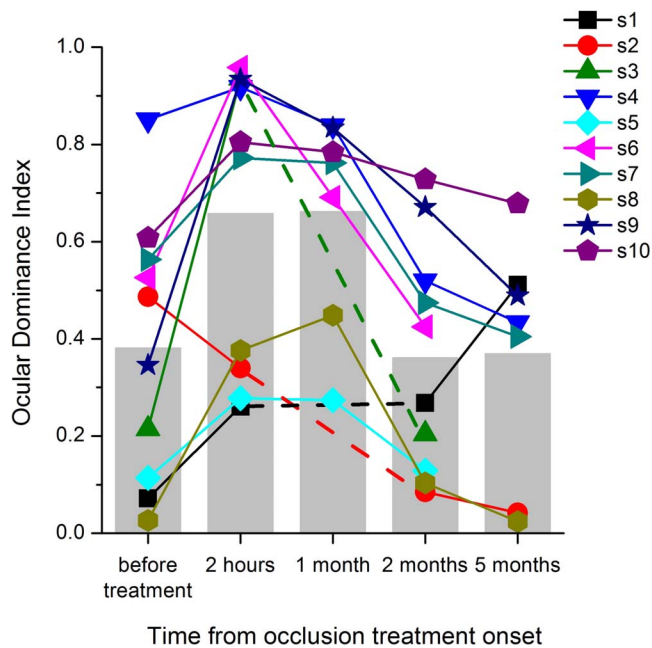 s1
s2
s3
s4
s5
s6
s7
s8
s9
s10
1.0
0.8
0.6
0.4
0.2
0.0
Ocular Dominance Index
before treatment
2 hours
1 month
2 months
5 months
Time from occlusion treatment onset